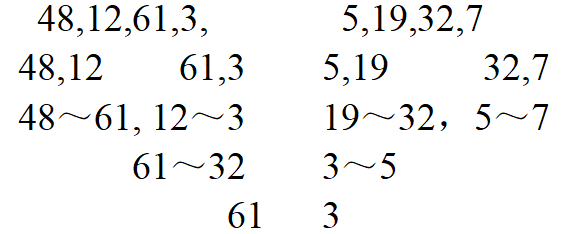 48,12,61,3, 5,19,32,7
48,12 61,3 5,19 32,7
48～61, 12～3 19～32，5～7
61～32 3～5
61 3